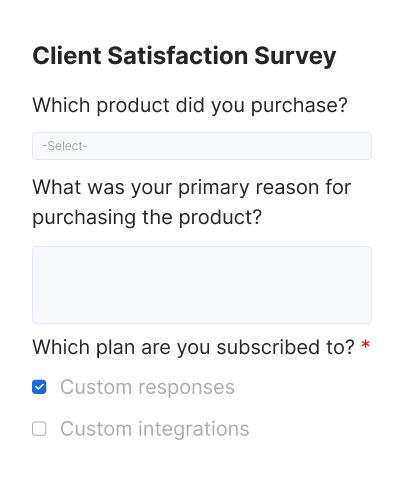 Client Satisfaction Survey
Which product did you purchase?
-Select-
What was your primary reason for
purchasing the product?
Which plan are you subscribed to? *
Custom responses
Custom integrations